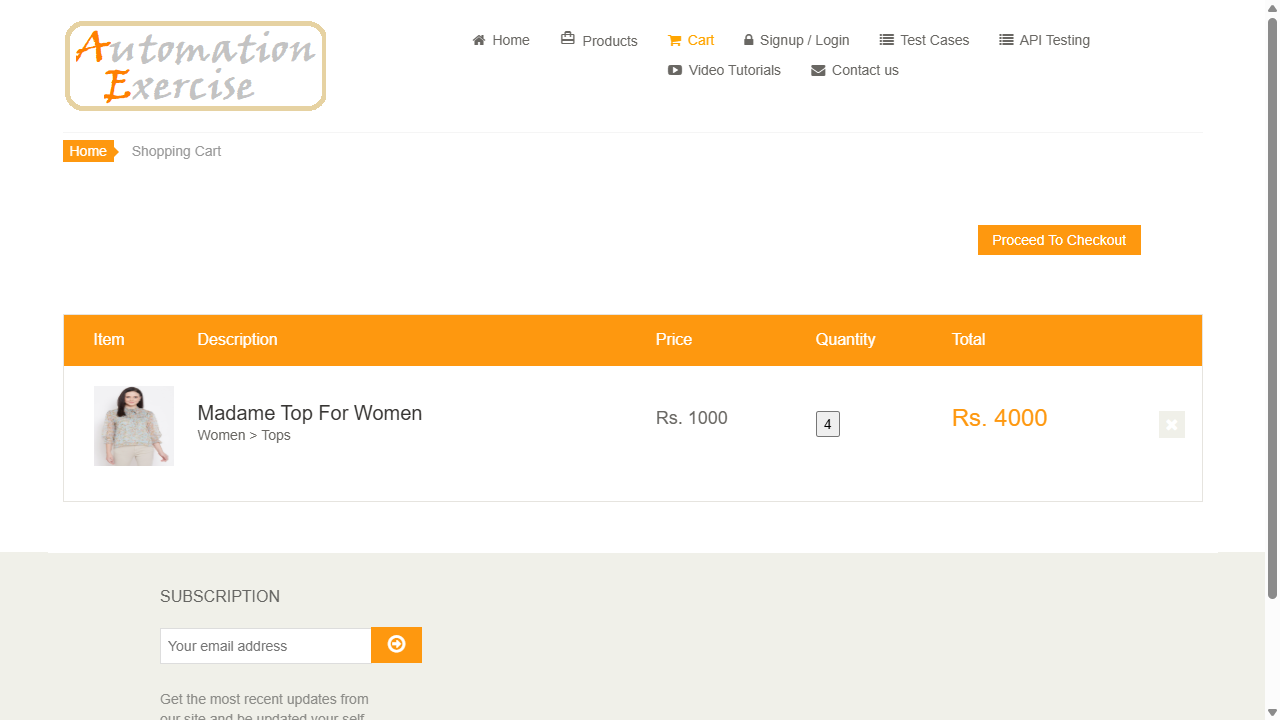 Automation
Exercise
Home
Products
Cart
Signup / Login
Test Cases
API Testing
Video Tutorials
Contact us
Home
Shopping Cart
Proceed To Checkout
Item Description Price Quantity Total
Madame Top For Women
Women > Tops
Rs. 1000
4
Rs. 4000
SUBSCRIPTION
Your email address
Get the most recent updates from
our site and be updated your self